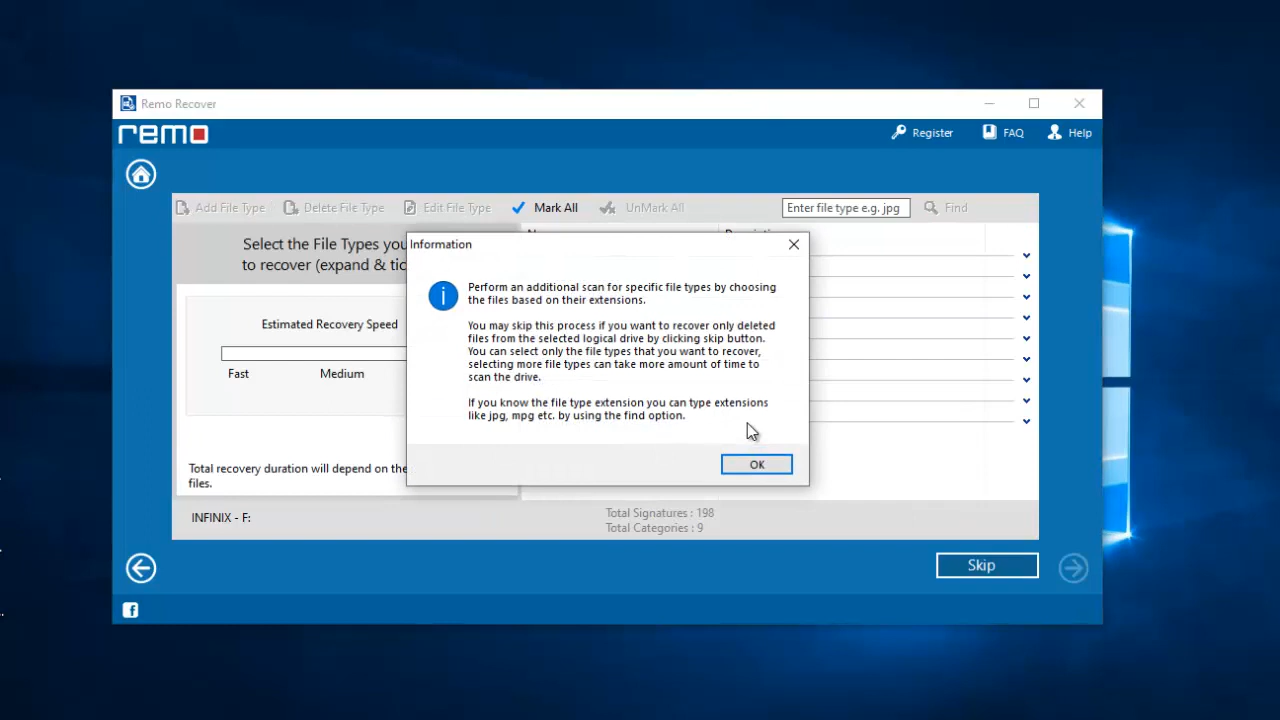 Remo Recover
remo
Register
FAQ
Help
Add File Type
Delete File Type
Edit File Type
Mark All
UnMark All
Enter file type e.g. jpg
Find
Select the File Types you
to recover (expand & tic
Estimated Recovery Speed
Fast
Medium
Total recovery duration will depend on the
files.
Information
Perform an additional scan for specific file types by choosing
the files based on their extensions.
You may skip this process if you want to recover only deleted
files from the selected logical drive by clicking skip button.
You can select only the file types that you want to recover,
selecting more file types can take more amount of time to
scan the drive.
If you know the file type extension you can type extensions
like jpg, mpg etc. by using the find option.
OK
INFINIX - F:
Total Signatures : 198
Total Categories : 9
Skip